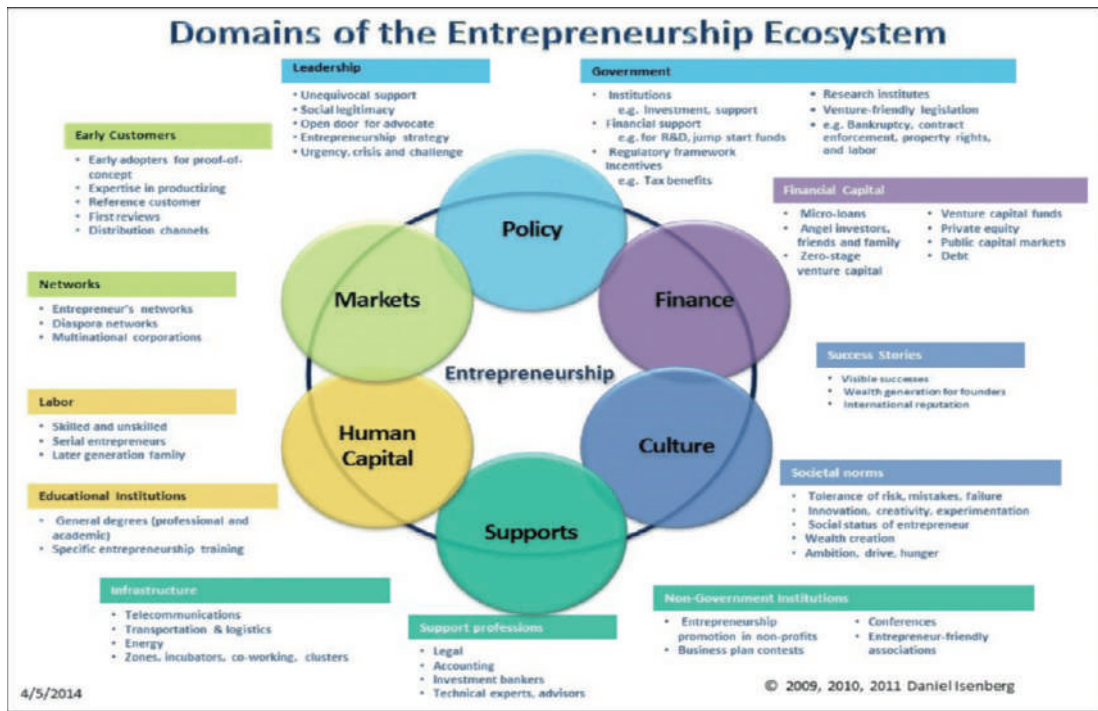 Domains of the Entrepreneurship Ecosystem
Leadership
• Unequivocal support
• Social legitimacy
• Open door for advocate
• Entrepreneurship strategy
• Urgency, crisis and challenge
Government
• Institutions
e.g. Investment, support
• Financial support
e.g. for R&D, jump start funds
• Regulatory framework
Incentives
e.g. Tax benefits
• Research institutes
• Venture-friendly legislation
• e.g. Bankruptcy, contract
enforcement, property rights,
and labor
Early Customers
• Early adopters for proof-of-
concept
• Expertise in productizing
• Reference customer
• First reviews
• Distribution channels
Financial Capital
• Micro-loans
• Angel investors,
friends and family
• Zero-stage
venture capital
• Venture capital funds
• Private equity
• Public capital markets
• Debt
Networks
• Entrepreneur's networks
• Diaspora networks
• Multinational corporations
Policy
Markets
Finance
Entrepreneurship
Human
Capital
Culture
Supports
Success Stories
• Visible successes
• Wealth generation for founders
• International reputation
Labor
• Skilled and unskilled
• Serial entrepreneurs
• Later generation family
Societal norms
• Tolerance of risk, mistakes, failure
• Innovation, creativity, experimentation
• Social status of entrepreneur
• Wealth creation
• Ambition, drive, hunger
Educational Institutions
• General degrees (professional and
academic)
• Specific entrepreneurship training
Infrastructure
• Telecommunications
• Transportation & logistics
• Energy
• Zones, incubators, co-working, clusters
Support professions
• Legal
• Accounting
• Investment bankers
• Technical experts, advisors
Non-Government Institutions
• Entrepreneurship
promotion in non-profits
• Business plan contests
• Conferences
• Entrepreneur-friendly
associations
4/5/2014
© 2009, 2010, 2011 Daniel Isenberg